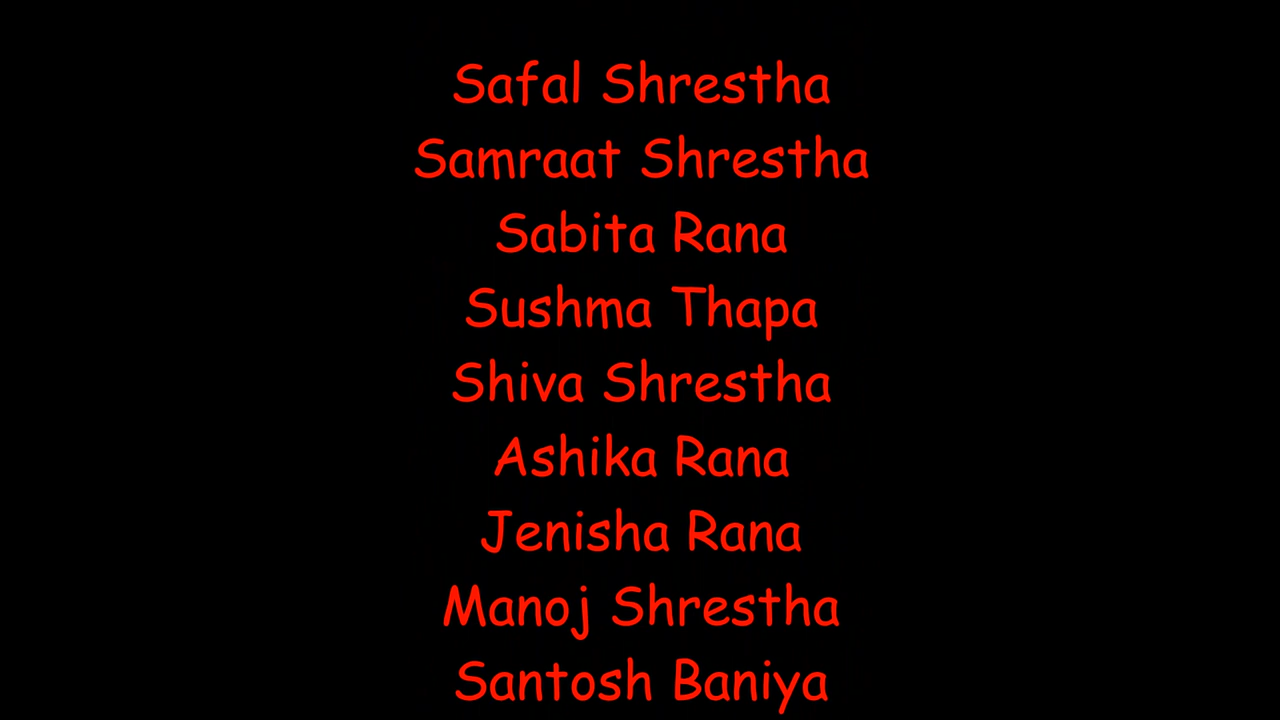 Safal Shrestha
Samraat Shrestha
Sabita Rana
Sushma Thapa
Shiva Shrestha
Ashika Rana
Jenisha Rana
Manoj Shrestha
Santosh Baniya